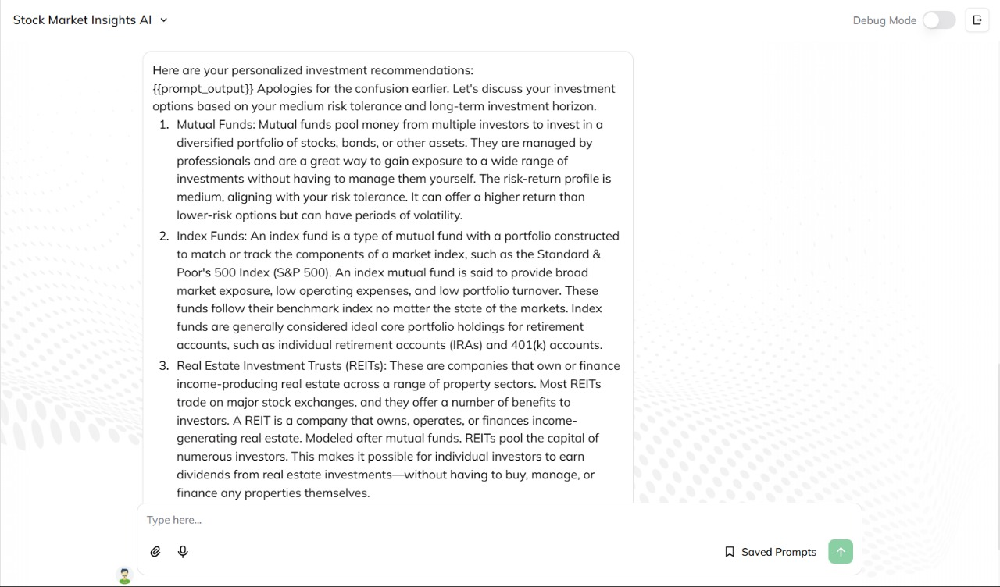 Stock Market Insights AI
Debug Mode
Here are your personalized investment recommendations:
{{prompt_output}} Apologies for the confusion earlier. Let's discuss your investment
options based on your medium risk tolerance and long-term investment horizon.
1. Mutual Funds: Mutual funds pool money from multiple investors to invest in a
diversified portfolio of stocks, bonds, or other assets. They are managed by
professionals and are a great way to gain exposure to a wide range of
investments without having to manage them yourself. The risk-return profile is
medium, aligning with your risk tolerance. It can offer a higher return than
lower-risk options but can have periods of volatility.
2. Index Funds: An index fund is a type of mutual fund with a portfolio constructed
to match or track the components of a market index, such as the Standard &
Poor's 500 Index (S&P 500). An index mutual fund is said to provide broad
market exposure, low operating expenses, and low portfolio turnover. These
funds follow their benchmark index no matter the state of the markets. Index
funds are generally considered ideal core portfolio holdings for retirement
accounts, such as individual retirement accounts (IRAs) and 401(k) accounts.
3. Real Estate Investment Trusts (REITs): These are companies that own or finance
income-producing real estate across a range of property sectors. Most REITs
trade on major stock exchanges, and they offer a number of benefits to
investors. A REIT is a company that owns, operates, or finances income-
generating real estate. Modeled after mutual funds, REITs pool the capital of
numerous investors. This makes it possible for individual investors to earn
dividends from real estate investments—without having to buy, manage, or
finance any properties themselves.
Type here...
Saved Prompts